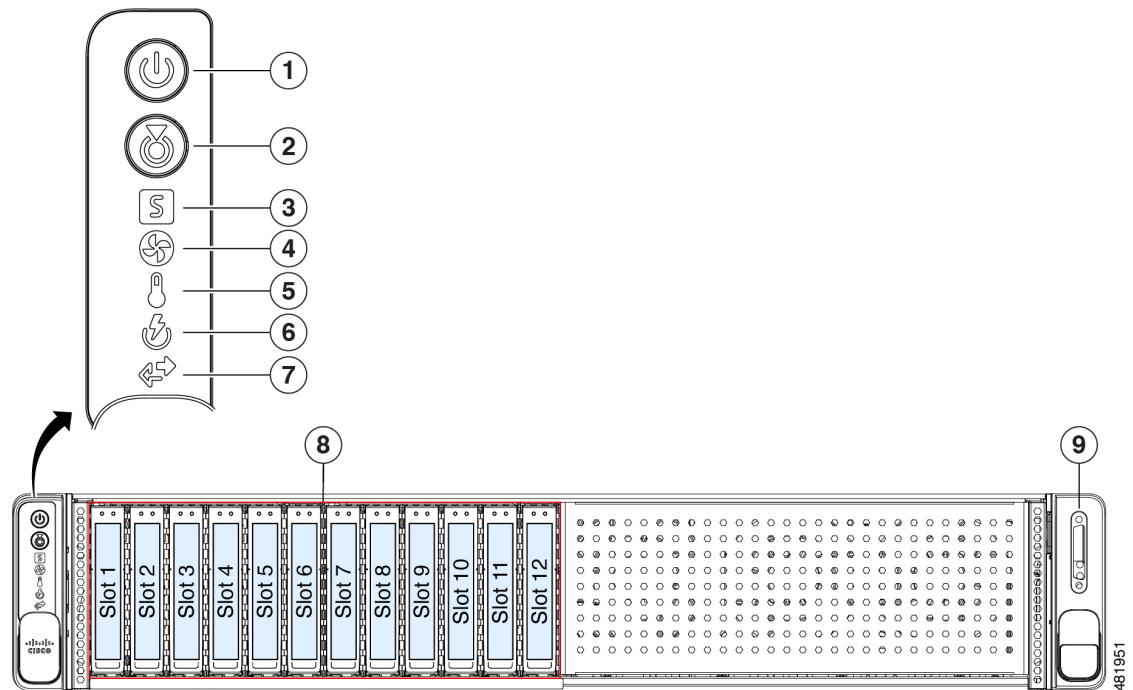 1
2
S
3
4
5
6
7
8
9
Slot 1
Slot 2
Slot 3
Slot 4
Slot 5
Slot 6
Slot 7
Slot 8
Slot 9
Slot 10
Slot 11
Slot 12
S
CISCO
481951